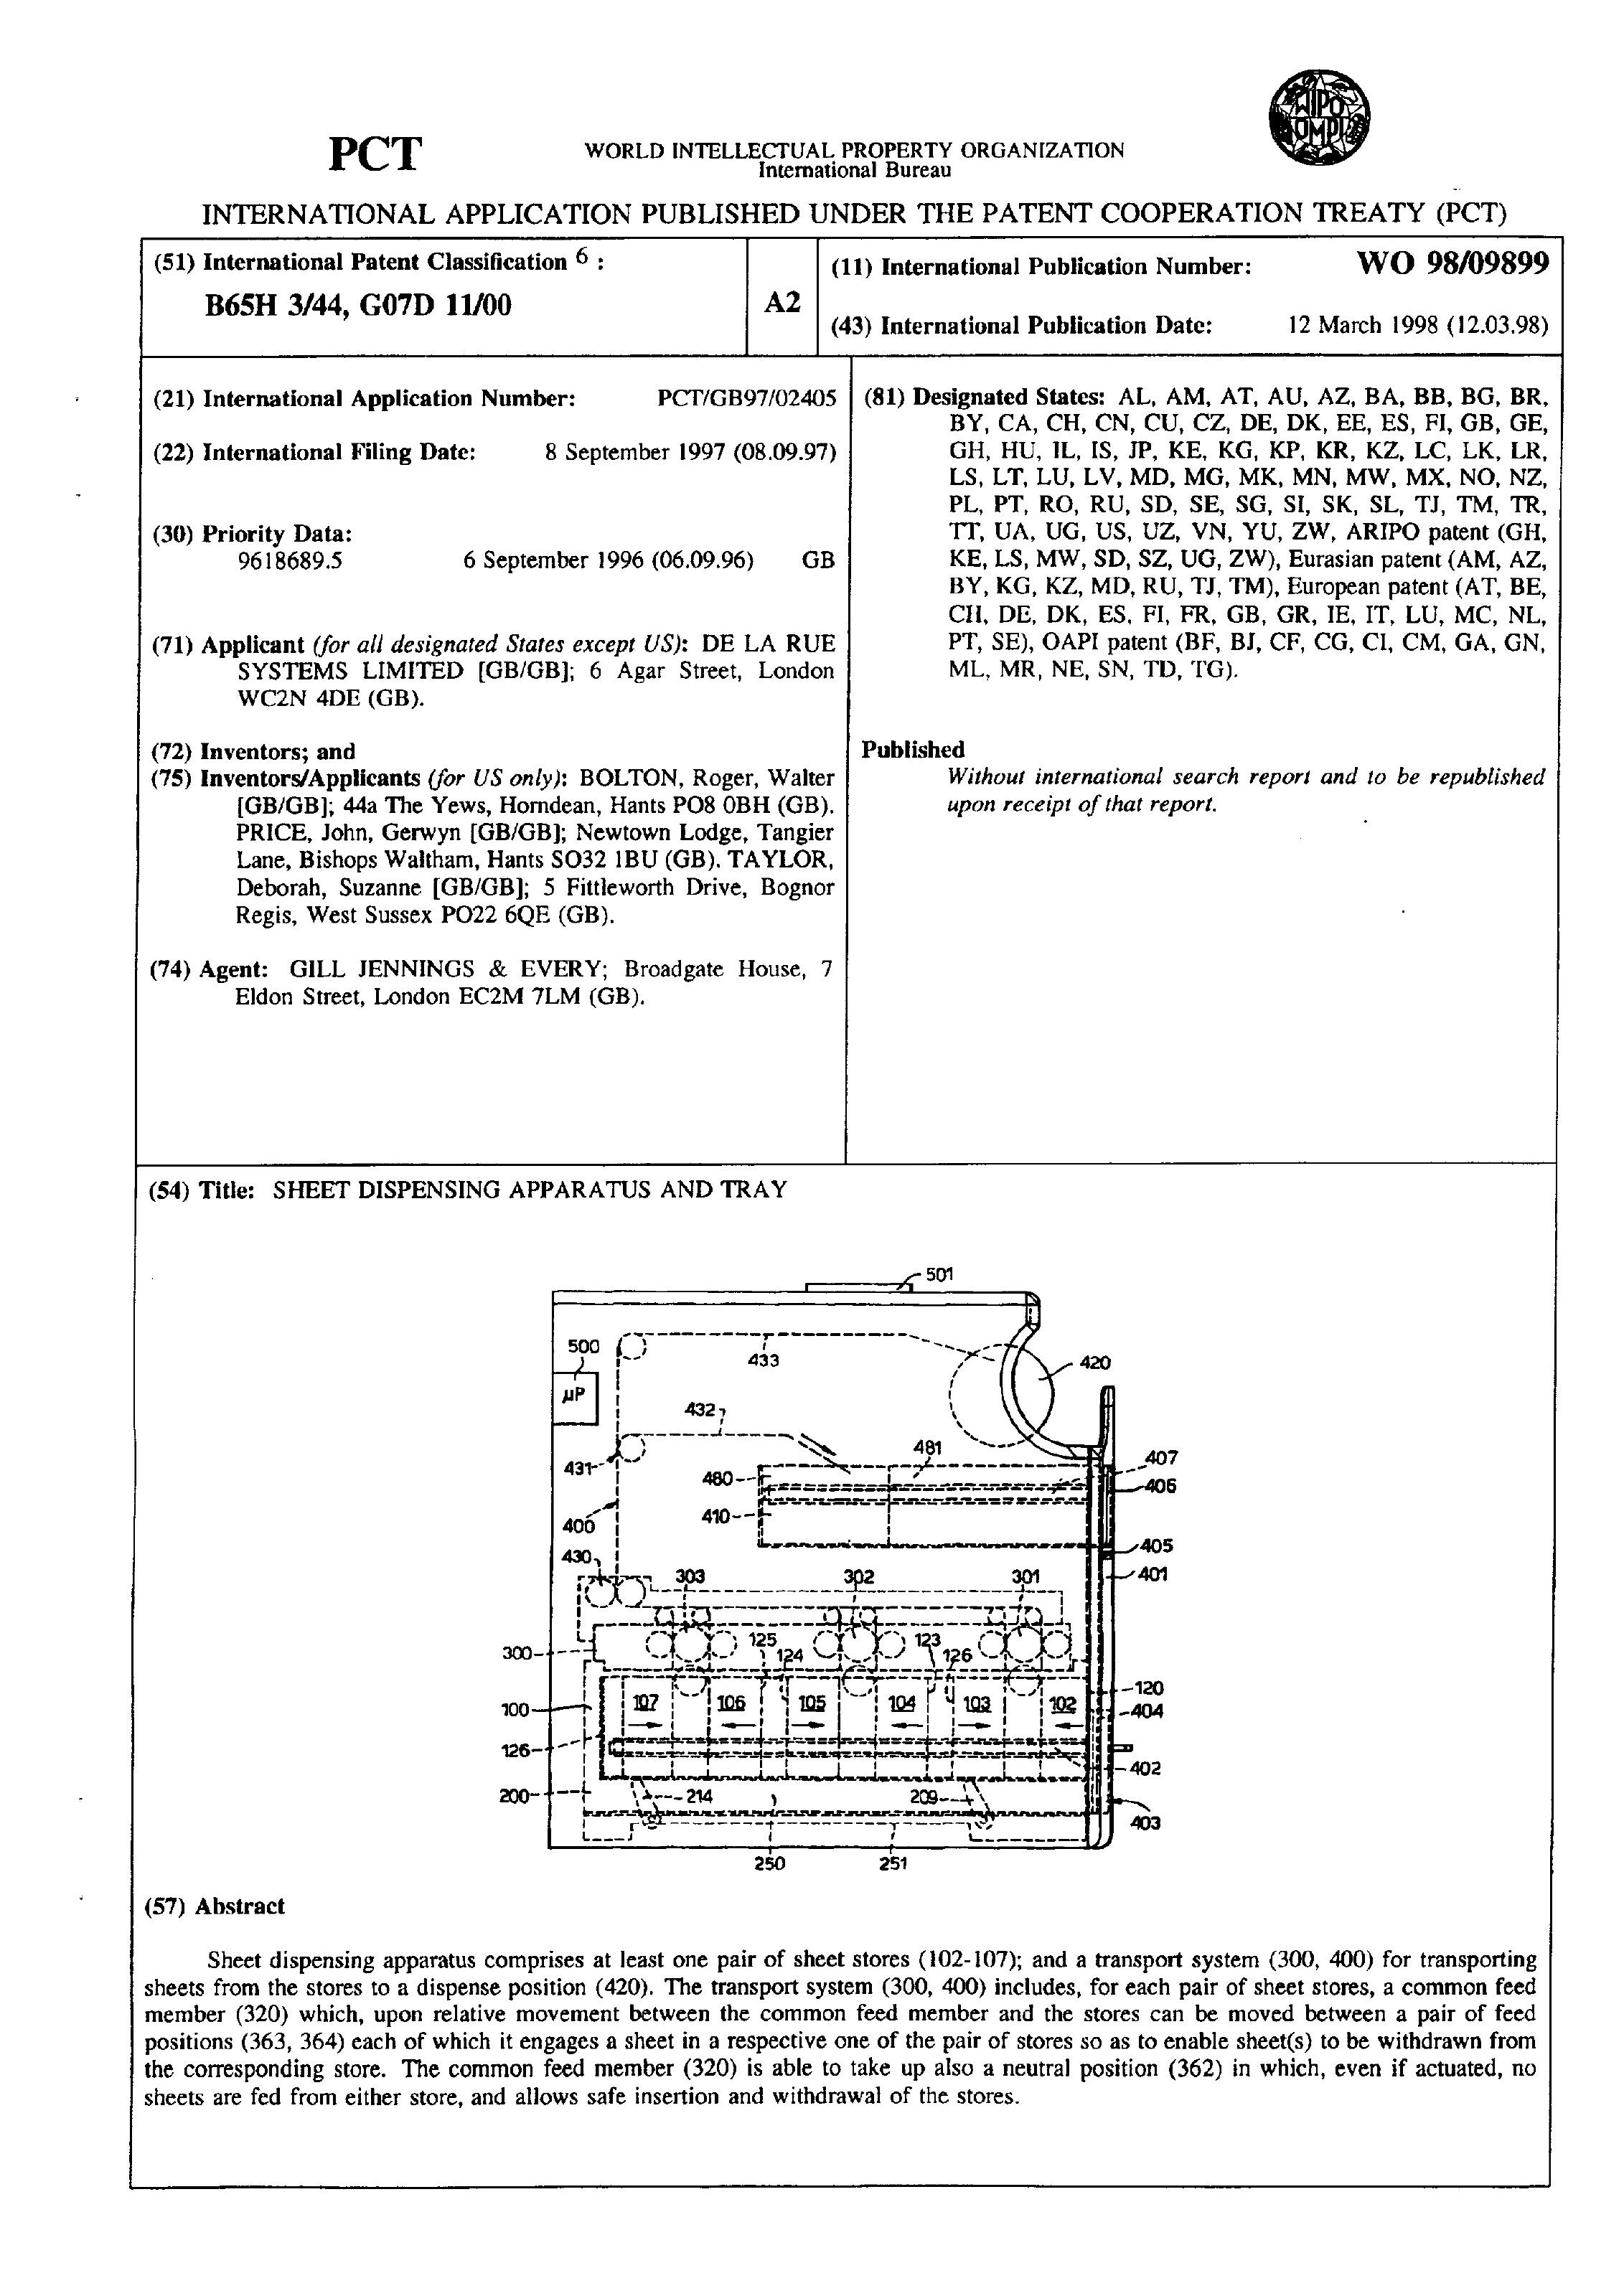 WIPO
OMPI
PCT
WORLD INTELLECTUAL PROPERTY ORGANIZATION
International Bureau
INTERNATIONAL APPLICATION PUBLISHED UNDER THE PATENT COOPERATION TREATY (PCT)
(51) International Patent Classification 6 :
B65H 3/44, G07D 11/00
A2
(11) International Publication Number: WO 98/09899
(43) International Publication Date: 12 March 1998 (12.03.98)
(21) International Application Number: PCT/GB97/02405
(22) International Filing Date: 8 September 1997 (08.09.97)
(30) Priority Data:
9618689.5 6 September 1996 (06.09.96) GB
(71) Applicant (for all designated States except US): DE LA RUE
SYSTEMS LIMITED [GB/GB]; 6 Agar Street, London
WC2N 4DE (GB).
(72) Inventors; and
(75) Inventors/Applicants (for US only): BOLTON, Roger, Walter
[GB/GB]; 44a The Yews, Horndean, Hants PO8 0BH (GB).
PRICE, John, Gerwyn [GB/GB]; Newtown Lodge, Tangier
Lane, Bishops Waltham, Hants SO32 1BU (GB). TAYLOR,
Deborah, Suzanne [GB/GB]; 5 Fittleworth Drive, Bognor
Regis, West Sussex PO22 6QE (GB).
(74) Agent: GILL JENNINGS & EVERY; Broadgate House, 7
Eldon Street, London EC2M 7LM (GB).
(81) Designated States: AL, AM, AT, AU, AZ, BA, BB, BG, BR,
BY, CA, CH, CN, CU, CZ, DE, DK, EE, ES, FI, GB, GE,
GH, HU, IL, IS, JP, KE, KG, KP, KR, KZ, LC, LK, LR,
LS, LT, LU, LV, MD, MG, MK, MN, MW, MX, NO, NZ,
PL, PT, RO, RU, SD, SE, SG, SI, SK, SL, TJ, TM, TR,
TT, UA, UG, US, UZ, VN, YU, ZW, ARIPO patent (GH,
KE, LS, MW, SD, SZ, UG, ZW), Eurasian patent (AM, AZ,
BY, KG, KZ, MD, RU, TJ, TM), European patent (AT, BE,
CH, DE, DK, ES, FI, FR, GB, GR, IE, IT, LU, MC, NL,
PT, SE), OAPI patent (BF, BJ, CF, CG, CI, CM, GA, GN,
ML, MR, NE, SN, TD, TG).
Published
Without international search report and to be republished
upon receipt of that report.
(54) Title: SHEET DISPENSING APPARATUS AND TRAY
501
500
433
420
µP
432
481
407
431
480
406
410
400
405
430
303
302
301
401
300
125
124
123
126
107
106
105
104
103
102
120
100
404
126
402
200
214
209
403
250
251
(57) Abstract
Sheet dispensing apparatus comprises at least one pair of sheet stores (102-107); and a transport system (300, 400) for transporting
sheets from the stores to a dispense position (420). The transport system (300, 400) includes, for each pair of sheet stores, a common feed
member (320) which, upon relative movement between the common feed member and the stores can be moved between a pair of feed
positions (363, 364) each of which it engages a sheet in a respective one of the pair of stores so as to enable sheet(s) to be withdrawn from
the corresponding store. The common feed member (320) is able to take up also a neutral position (362) in which, even if actuated, no
sheets are fed from either store, and allows safe insertion and withdrawal of the stores.